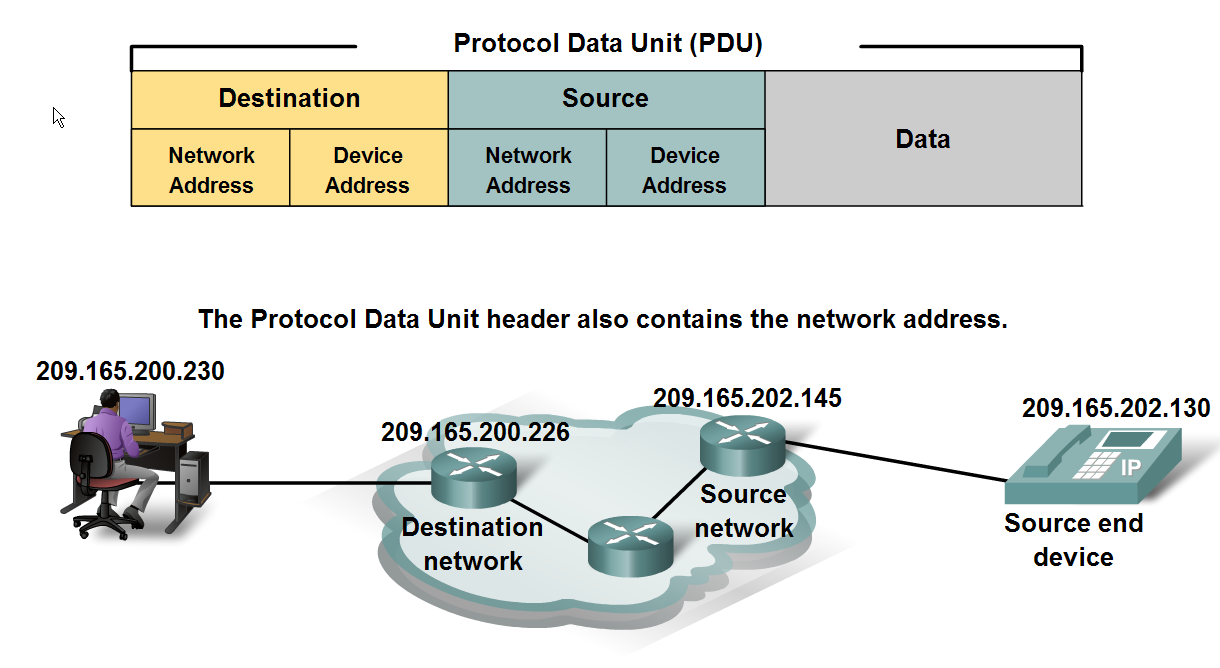 Protocol Data Unit (PDU)
Destination
Source
Data
Network
Address
Device
Address
Network
Address
Device
Address
The Protocol Data Unit header also contains the network address.
209.165.200.230
209.165.200.226
209.165.202.145
209.165.202.130
IP
Destination
network
Source
network
Source end
device